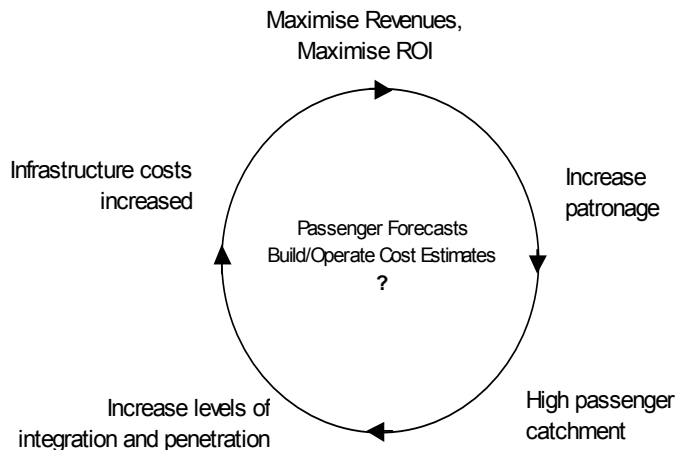 Maximise Revenues,
Maximise ROI
Infrastructure costs
increased
Increase
patronage
Passenger Forecasts
Build/Operate Cost Estimates
?
Increase levels of
integration and penetration
High passenger
catchment